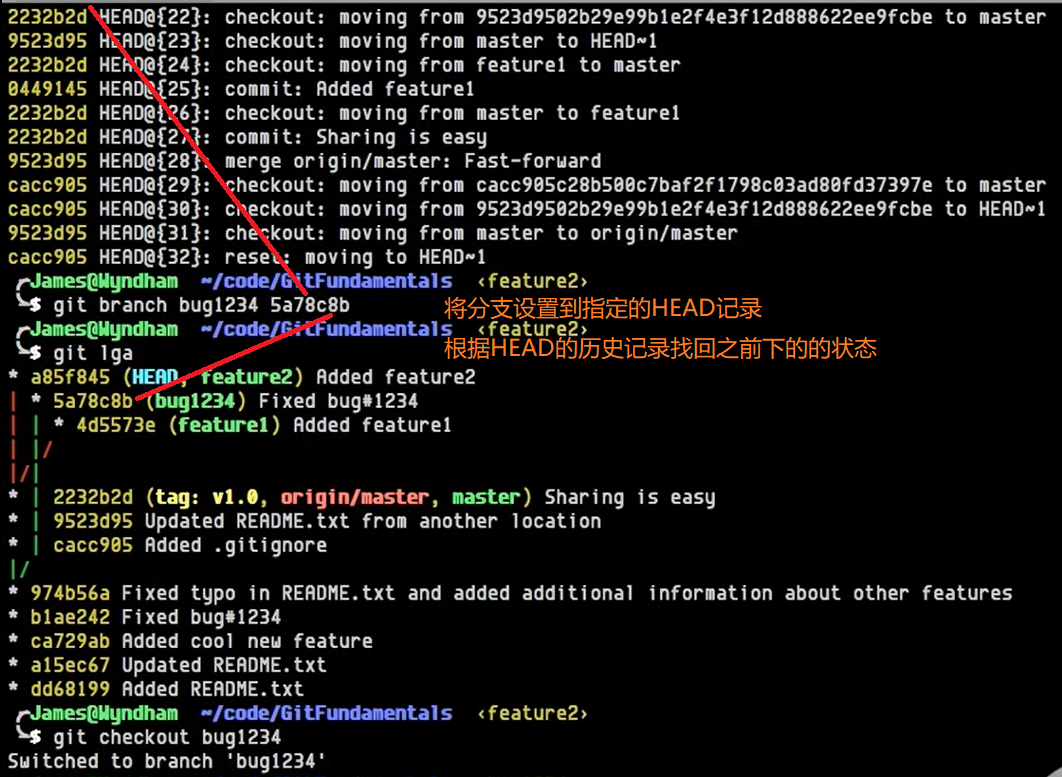 2232b2d HEAD@{22}: checkout: moving from 9523d9502b29e99b1e2f4e3f12d888622ee9fcbe to master
9523d95 HEAD@{23}: checkout: moving from master to HEAD~1
2232b2d HEAD@{24}: checkout: moving from feature1 to master
0449145 HEAD@{25}: commit: Added feature1
2232b2d HEAD@{26}: checkout: moving from master to feature1
2232b2d HEAD@{27}: commit: Sharing is easy
9523d95 HEAD@{28}: merge origin/master: Fast-forward
cacc905 HEAD@{29}: checkout: moving from cacc905c28b500c7baf2f1798c03ad80fd37397e to master
cacc905 HEAD@{30}: checkout: moving from 9523d9502b29e99b1e2f4e3f12d888622ee9fcbe to HEAD~1
9523d95 HEAD@{31}: checkout: moving from master to origin/master
cacc905 HEAD@{32}: reset: moving to HEAD~1
James@Wyndham ~/code/GitFundamentals ‹feature2›
$ git branch bug1234 5a78c8b
将分支设置到指定的HEAD记录
James@Wyndham ~/code/GitFundamentals ‹feature2›
$ git lga
根据HEAD的历史记录找回之前下的的状态
* a85f845 (HEAD, feature2) Added feature2
| * 5a78c8b (bug1234) Fixed bug#1234
| | * 4d5573e (feature1) Added feature1
| |/
|/|
* | 2232b2d (tag: v1.0, origin/master, master) Sharing is easy
* | 9523d95 Updated README.txt from another location
* | cacc905 Added .gitignore
|/
* 974b56a Fixed typo in README.txt and added additional information about other features
* b1ae242 Fixed bug#1234
* ca729ab Added cool new feature
* a15ec67 Updated README.txt
* dd68199 Added README.txt
James@Wyndham ~/code/GitFundamentals ‹feature2›
$ git checkout bug1234
Switched to branch 'bug1234'